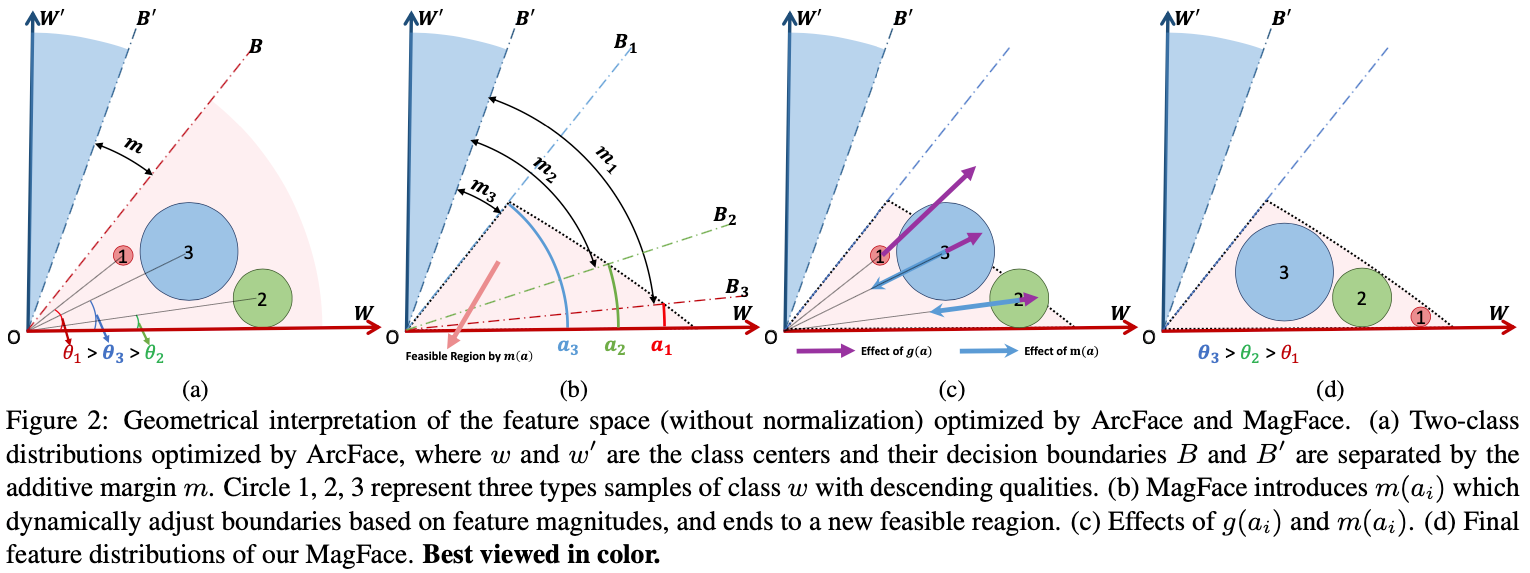 W′
B′
B
m
1
3
2
W
O
θ1 > θ3 > θ2
(a)
W′
B′
B1
m1
m2
m3
B2
B3
W
O
a3
a2
a1
Feasible Region by m(a)
(b)
W′
B′
1
3
2
W
O
Effect of g(a)
Effect of m(a)
(c)
W′
B′
3
2
1
W
O
θ3 > θ2 > θ1
(d)
Figure 2: Geometrical interpretation of the feature space (without normalization) optimized by ArcFace and MagFace. (a) Two-class
distributions optimized by ArcFace, where w and w′ are the class centers and their decision boundaries B and B′ are separated by the
additive margin m. Circle 1, 2, 3 represent three types samples of class w with descending qualities. (b) MagFace introduces m(ai) which
dynamically adjust boundaries based on feature magnitudes, and ends to a new feasible reagion. (c) Effects of g(ai) and m(ai). (d) Final
feature distributions of our MagFace. Best viewed in color.